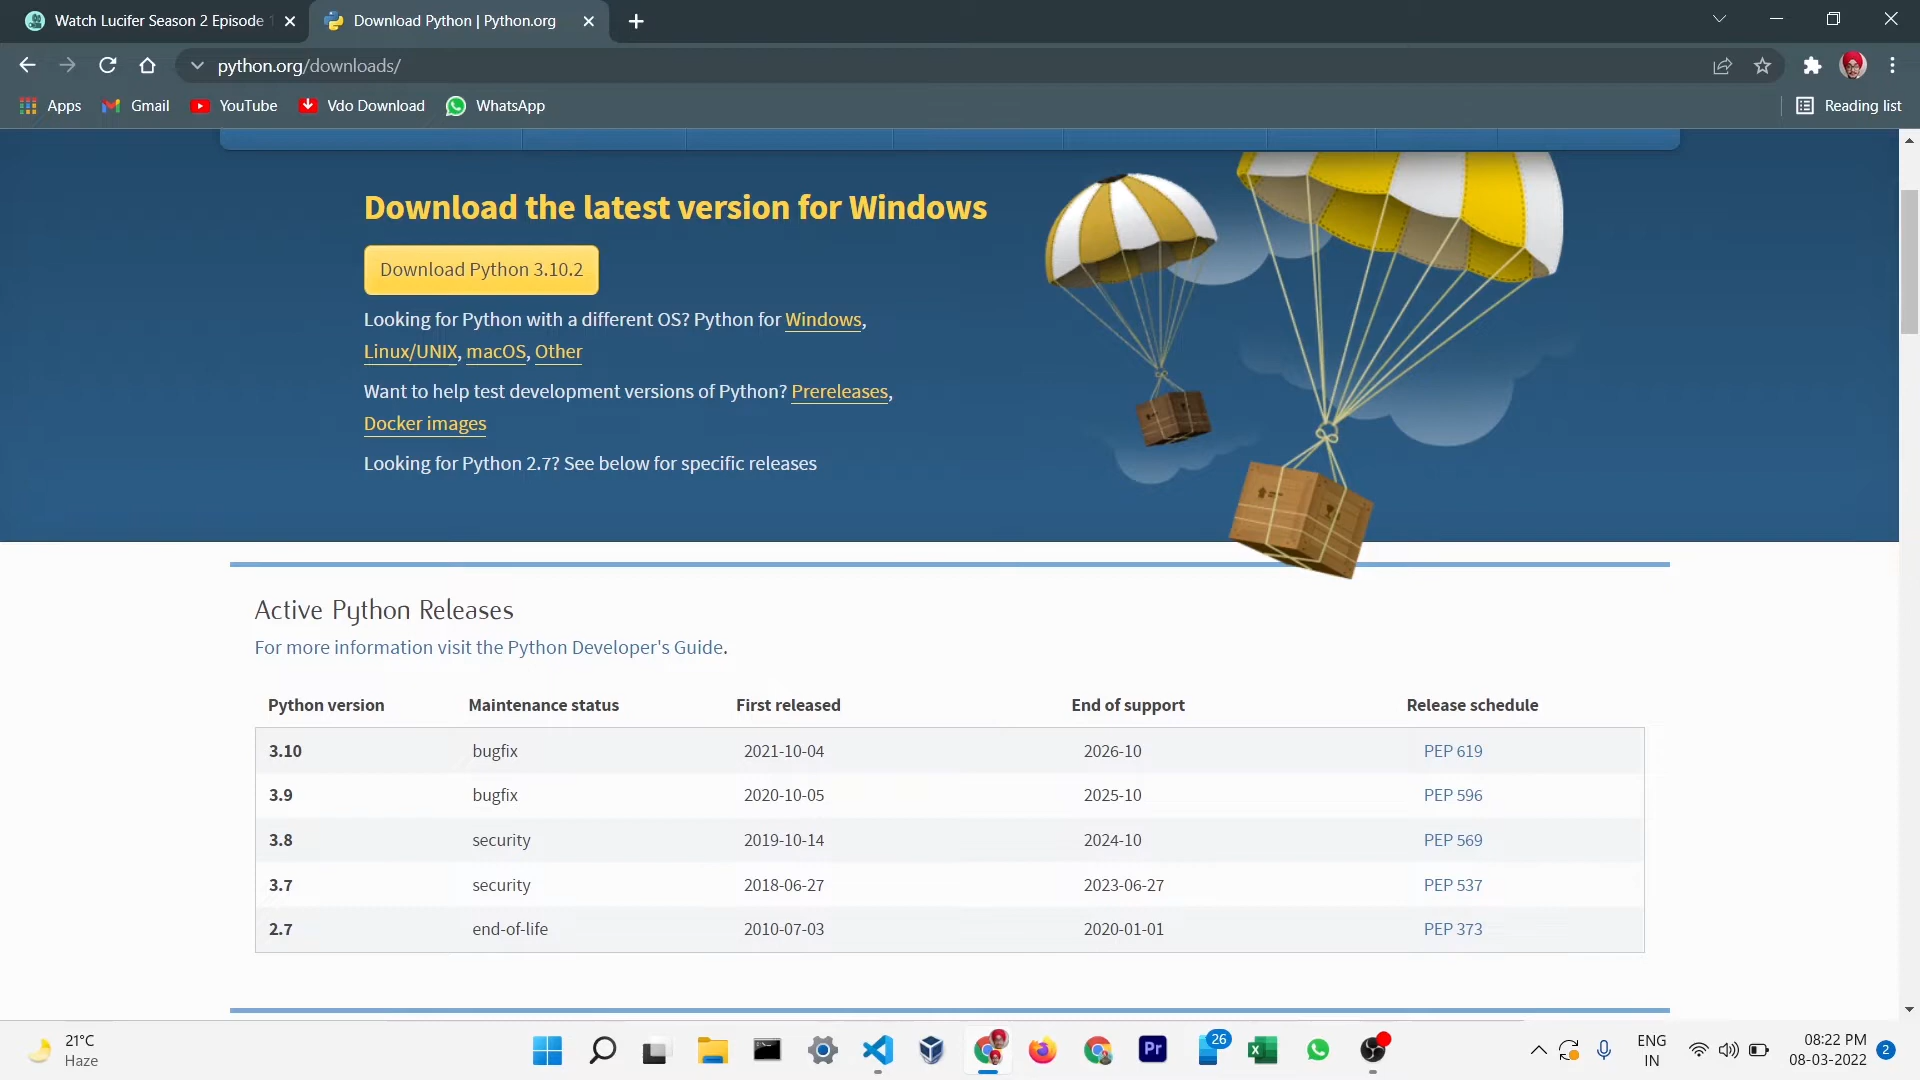 Watch Lucifer Season 2 Episode
Download Python | Python.org
python.org/downloads/
Apps
Gmail
YouTube
Vdo Download
WhatsApp
Reading list
Download the latest version for Windows
Download Python 3.10.2
Looking for Python with a different OS? Python for Windows,
Linux/UNIX, macOS, Other
Want to help test development versions of Python? Prereleases,
Docker images
Looking for Python 2.7? See below for specific releases
Active Python Releases
For more information visit the Python Developer's Guide.
Python version Maintenance status First released End of support Release schedule
3.10 bugfix 2021-10-04 2026-10 PEP 619
3.9 bugfix 2020-10-05 2025-10 PEP 596
3.8 security 2019-10-14 2024-10 PEP 569
3.7 security 2018-06-27 2023-06-27 PEP 537
2.7 end-of-life 2010-07-03 2020-01-01 PEP 373
21°C
Haze
Pr
26
ENG
IN
08:22 PM
08-03-2022
2